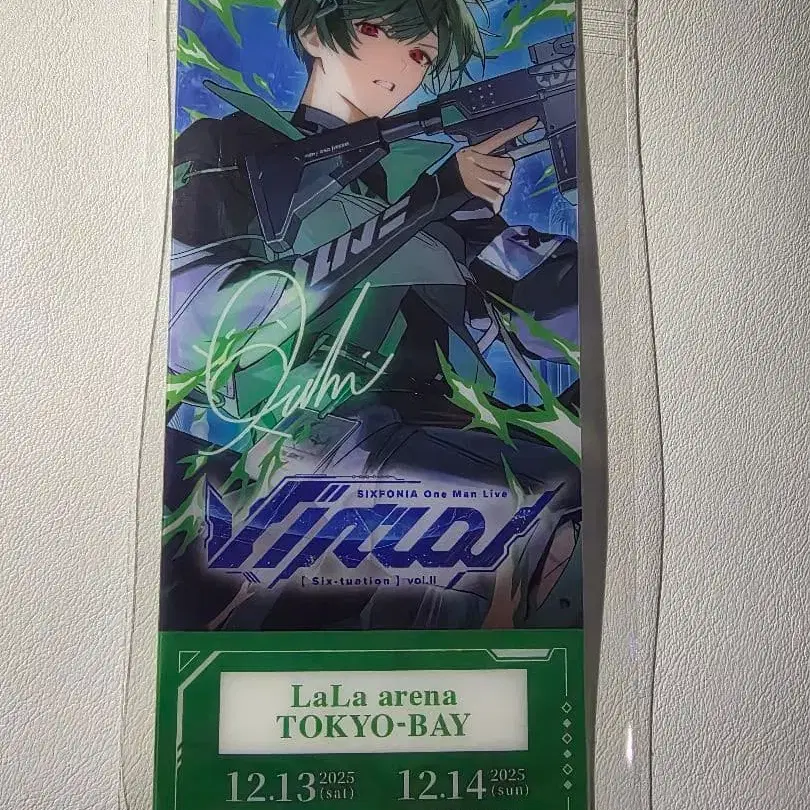 SIXFONIA One Man Live
[ Six-tuation ] vol.II
LaLa arena
TOKYO-BAY
12.13 2025 (sat) 12.14 2025 (sun)